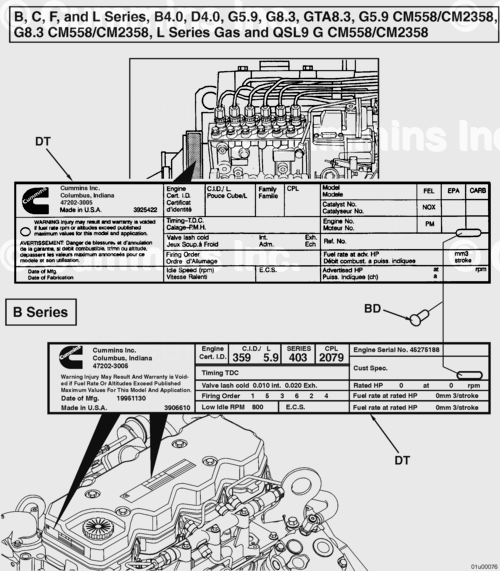 B, C, F, and L Series, B4.0, D4.0, G5.9, G8.3, GTA8.3, G5.9 CM558/CM2358,
G8.3 CM558/CM2358, L Series Gas and QSL9 G CM558/CM2358
DT
Cummins Inc.
Columbus, Indiana
47202-3005
Made in U.S.A. 3925422
WARNING injury may result and warranty is voided
if fuel rate rpm or altitudes exceed published
maximum values for this model and application.
AVERTISSEMENT Danger de blessures et d'annulation
de la garantie, si débit combustible, tr/mn ou altitude,
dépassent les valeurs maximum annoncées pour ce
modèle et son utilisation.
Date of Mfg.
Date of Fabrication
Engine
Cert. I.D.
Certificat
d'identité
C.I.D./ L
Pouce Cube/L
Family
Famille
CPL
Timing-T.D.C.
Calage-P.M.H.
Valve lash cold Int. Exh.
Jeux Soup.à Froid Adm. Ech
Firing Order
Ordre d'Allumage
Idle Speed (rpm)
Vitesse Ralenti
E.C.S.
Model
Modele
FEL EPA CARB
Catalyst No.
Catalyseur No.
NOX
Engine No.
Moteur No.
PM
Ref. No.
Fuel rate at adv. HP mm3
Débit combust. a puiss. indiquee stroke
Advertised HP at rpm
Puiss. Indiquee (ch) a
B Series
BD
Cummins Inc.
Columbus, Indiana
47202-3005
Warning Injury May Result And Warranty Is Void-
ed if Fuel Rate Or Altitudes Exceed Published
Maximum Values For This Model And Application.
Date of Mfg. 19961130
Made in U.S.A. 3906610
Engine
Cert. I.D.
C.I.D./ L
359 5.9
SERIES
403
CPL
2079
Timing TDC
Valve lash cold 0.010 int. 0.020 Exh.
Firing Order 1 5 3 6 2 4
Low Idle RPM 800 E.C.S.
Engine Serial No. 45275188
Cust Spec.
Rated HP 0 at 0 rpm
Fuel rate at rated HP 0mm 3/stroke
Fuel rate at rated HP 0mm 3/stroke
DT
01u00076